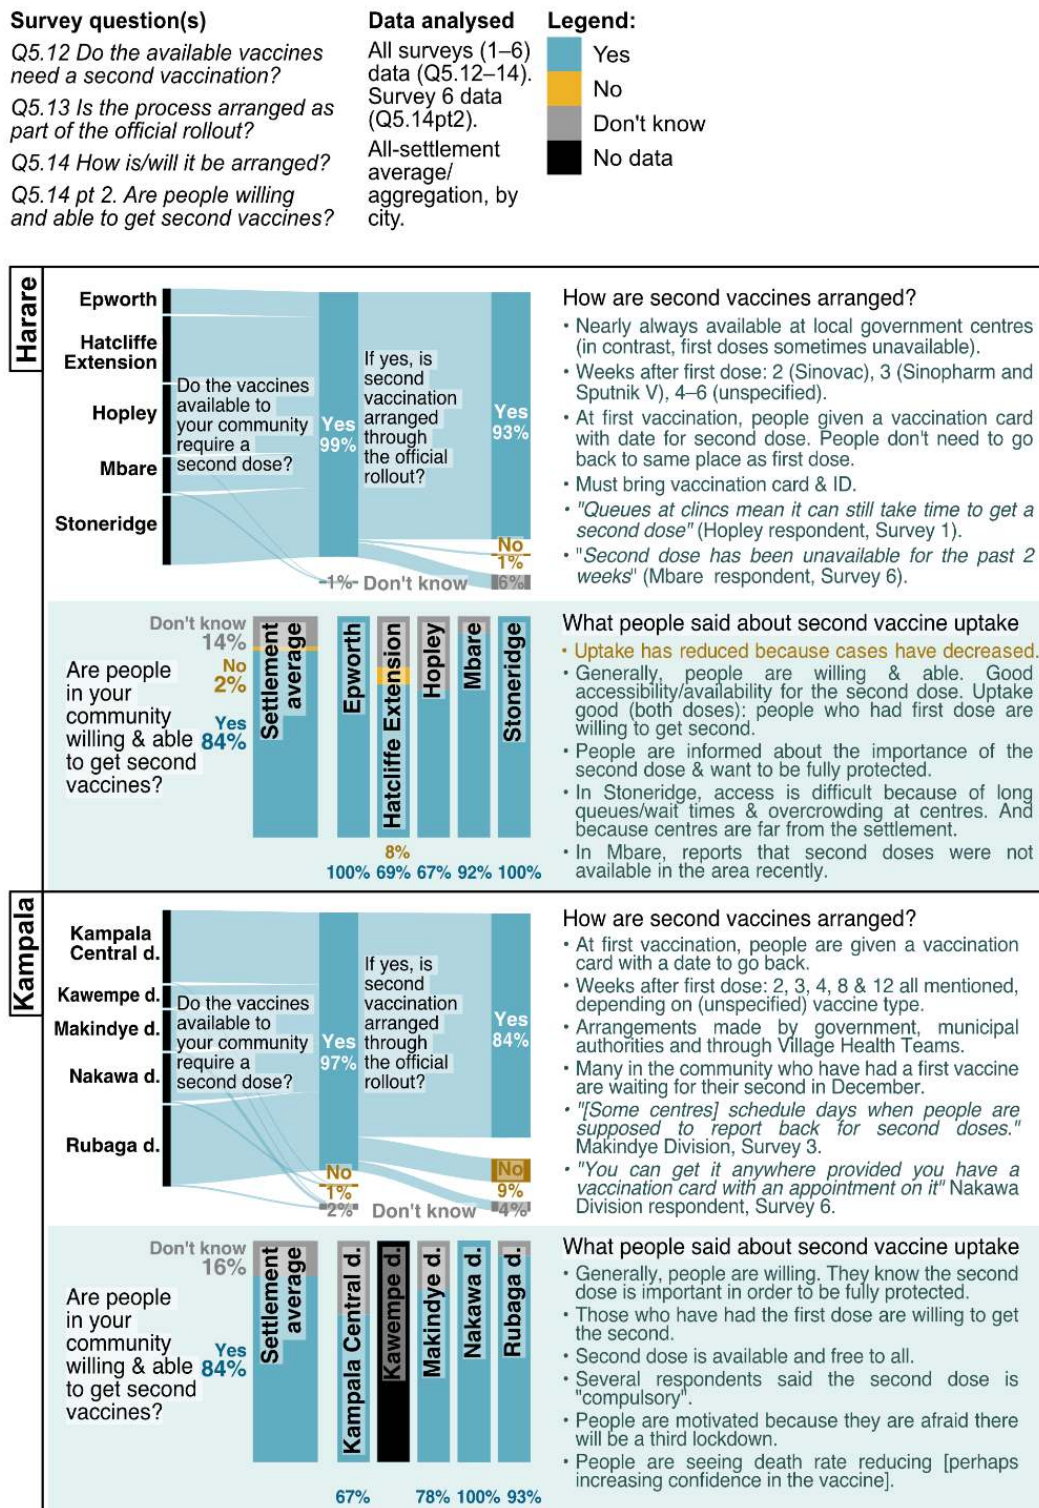 Survey question(s)
Q5.12 Do the available vaccines
need a second vaccination?
Q5.13 Is the process arranged as
part of the official rollout?
Q5.14 How is/will it be arranged?
Q5.14 pt 2. Are people willing
and able to get second vaccines?
Data analysed
All surveys (1–6)
data (Q5.12–14).
Survey 6 data
(Q5.14pt2).
All-settlement
average/
aggregation, by
city.
Legend:
Yes
No
Don't know
No data
Harare
Epworth
Hatcliffe
Extension
Hopley
Mbare
Stoneridge
Do the vaccines
available to
your community
require a
second dose?
Yes
99%
1%
Don't know
If yes, is
second
vaccination
arranged
through
the official
rollout?
Yes
93%
No
1%
6%
How are second vaccines arranged?
• Nearly always available at local government centres
(in contrast, first doses sometimes unavailable).
• Weeks after first dose: 2 (Sinovac), 3 (Sinopharm and
Sputnik V), 4–6 (unspecified).
• At first vaccination, people given a vaccination card
with date for second dose. People don't need to go
back to same place as first dose.
• Must bring vaccination card & ID.
• "Queues at clincs mean it can still take time to get a
second dose" (Hopley respondent, Survey 1).
• "Second dose has been unavailable for the past 2
weeks" (Mbare respondent, Survey 6).
Are people
in your
community
willing & able
to get second
vaccines?
Don't know
14%
No
2%
Yes
84%
Settlement
average
Epworth
Hatcliffe Extension
Hopley
Mbare
Stoneridge
8%
100% 69% 67% 92% 100%
What people said about second vaccine uptake
• Uptake has reduced because cases have decreased.
• Generally, people are willing & able. Good
accessibility/availability for the second dose. Uptake
good (both doses): people who had first dose are
willing to get second.
• People are informed about the importance of the
second dose & want to be fully protected.
• In Stoneridge, access is difficult because of long
queues/wait times & overcrowding at centres. And
because centres are far from the settlement.
• In Mbare, reports that second doses were not
available in the area recently.
Kampala
Kampala
Central d.
Kawempe d.
Makindye d.
Nakawa d.
Rubaga d.
Do the vaccines
available to
your community
require a
second dose?
Yes
97%
No
1%
2%
Don't know
If yes, is
second
vaccination
arranged
through
the official
rollout?
Yes
84%
No
9%
4%
How are second vaccines arranged?
• At first vaccination, people are given a vaccination
card with a date to go back.
• Weeks after first dose: 2, 3, 4, 8 & 12 all mentioned,
depending on (unspecified) vaccine type.
• Arrangements made by government, municipal
authorities and through Village Health Teams.
• Many in the community who have had a first vaccine
are waiting for their second in December.
• "[Some centres] schedule days when people are
supposed to report back for second doses."
Makindye Division, Survey 3.
• "You can get it anywhere provided you have a
vaccination card with an appointment on it" Nakawa
Division respondent, Survey 6.
Are people
in your
community
willing & able
to get second
vaccines?
Don't know
16%
Yes
84%
Settlement
average
Kampala Central d.
Kawempe d.
Makindye d.
Nakawa d.
Rubaga d.
67% 78% 100% 93%
What people said about second vaccine uptake
• Generally, people are willing. They know the second
dose is important in order to be fully protected.
• Those who have had the first dose are willing to get
the second.
• Second dose is available and free to all.
• Several respondents said the second dose is
"compulsory".
• People are motivated because they are afraid there
will be a third lockdown.
• People are seeing death rate reducing [perhaps
increasing confidence in the vaccine].